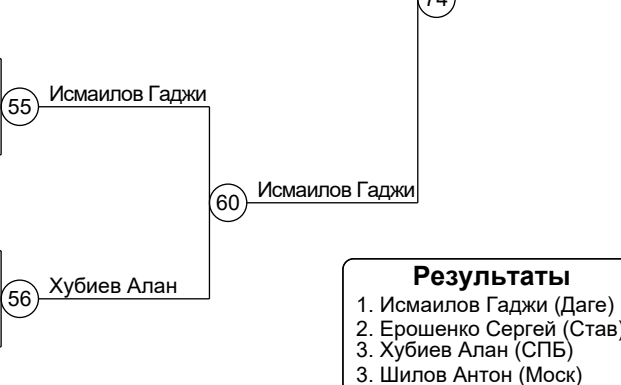 74
Исмаилов Гаджи
55
Исмаилов Гаджи
60
Хубиев Алан
56
Результаты
1. Исмаилов Гаджи (Даге)
2. Ерошенко Сергей (Став)
3. Хубиев Алан (СПБ)
3. Шилов Антон (Моск)